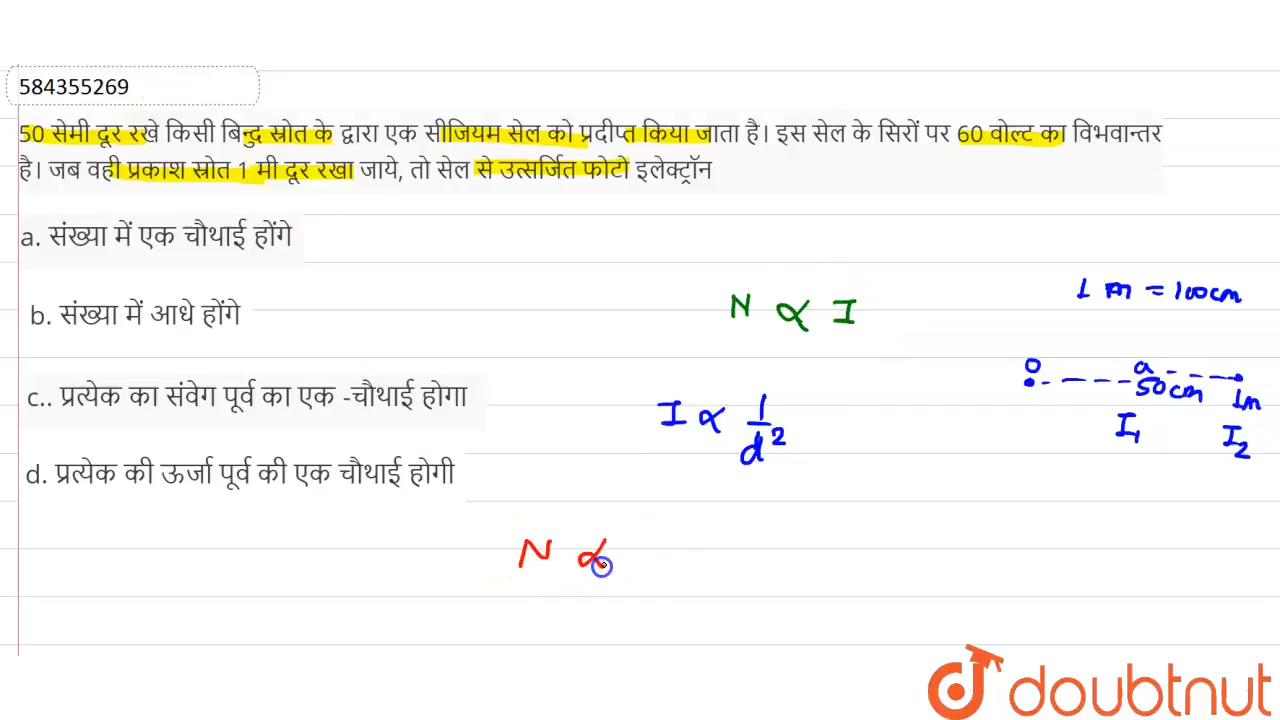 584355269
50 सेमी दूर रखे किसी बिन्दु स्रोत के द्वारा एक सीजियम सेल को प्रदीप्त किया जाता है। इस सेल के सिरों पर 60 वोल्ट का विभवान्तर
है। जब वही प्रकाश स्रोत 1 मी दूर रखा जाये, तो सेल से उत्सर्जित फोटो इलेक्ट्रॉन
a. संख्या में एक चौथाई होंगे
b. संख्या में आधे होंगे
c.. प्रत्येक का संवेग पूर्व का एक -चौथाई होगा
d. प्रत्येक की ऊर्जा पूर्व की एक चौथाई होगी
N ∝ I
1 m = 100cm
I ∝ 1/d²
O a
50cm 1m
I₁ I₂
N ∝
doubtnut